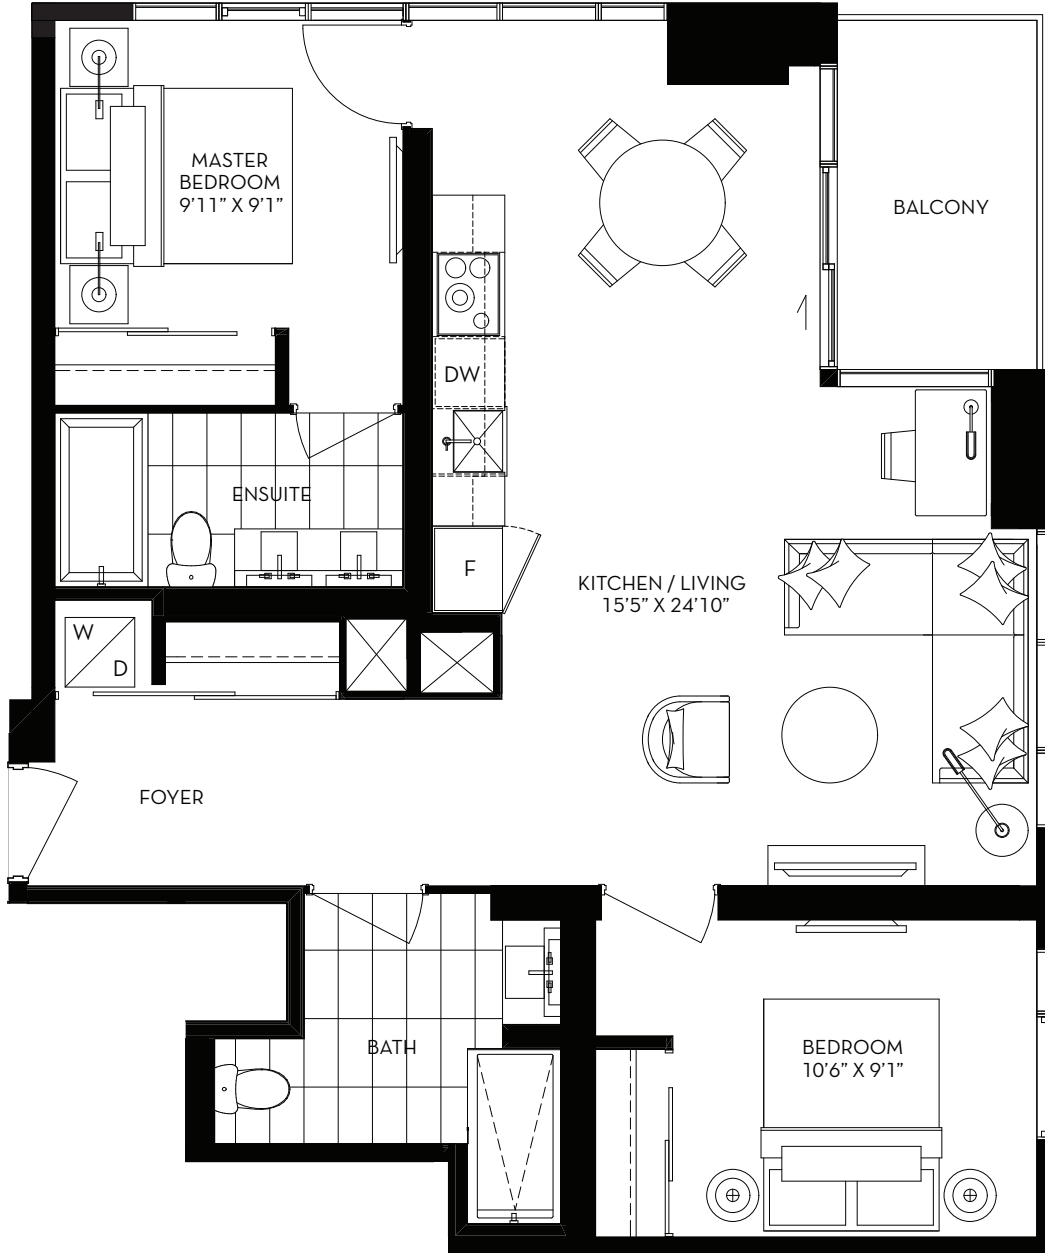 MASTER
BEDROOM
9'11” X 9'1”
BALCONY
DW
ENSUITE
F
KITCHEN / LIVING
15'5” X 24'10”
W
D
FOYER
BATH
BEDROOM
10'6” X 9'1”